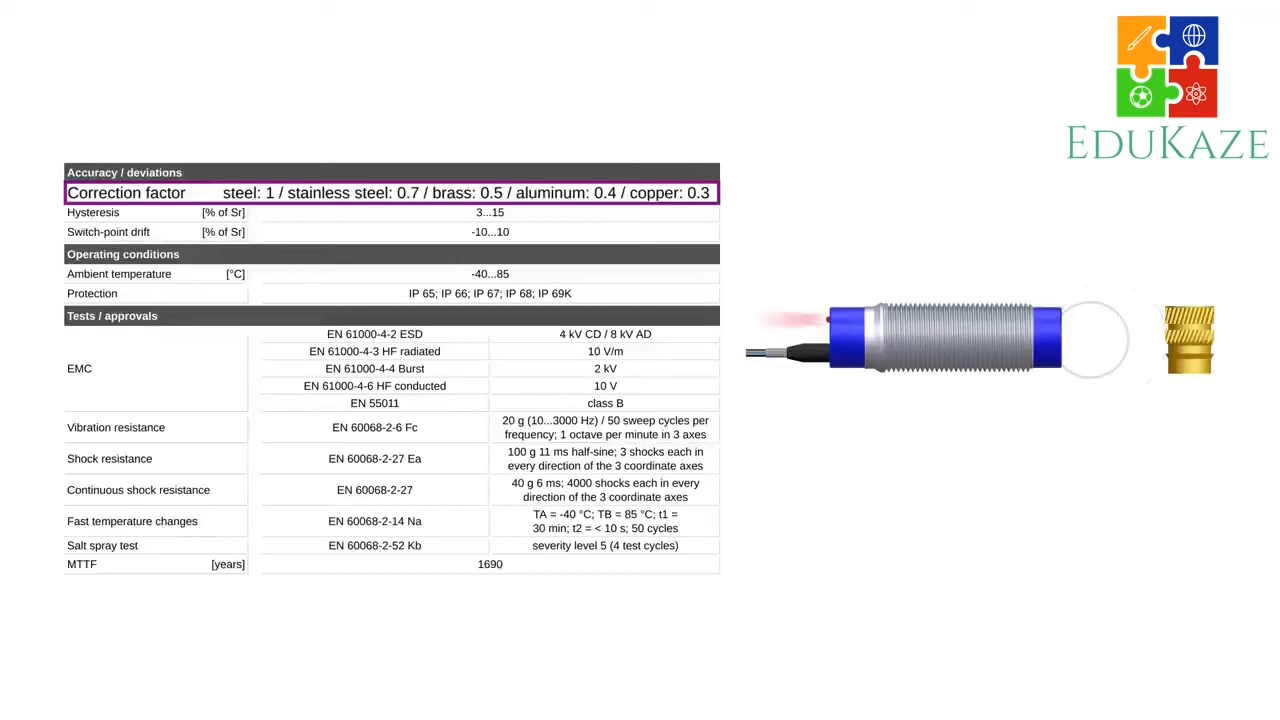 EDUKAZE
Accuracy / deviations
Correction factor steel: 1 / stainless steel: 0.7 / brass: 0.5 / aluminum: 0.4 / copper: 0.3
Hysteresis [% of Sr] 3...15
Switch-point drift [% of Sr] -10...10
Operating conditions
Ambient temperature [°C] -40...85
Protection IP 65; IP 66; IP 67; IP 68; IP 69K
Tests / approvals
EMC
EN 61000-4-2 ESD 4 kV CD / 8 kV AD
EN 61000-4-3 HF radiated 10 V/m
EN 61000-4-4 Burst 2 kV
EN 61000-4-6 HF conducted 10 V
EN 55011 class B
Vibration resistance EN 60068-2-6 Fc 20 g (10...3000 Hz) / 50 sweep cycles per
frequency; 1 octave per minute in 3 axes
Shock resistance EN 60068-2-27 Ea 100 g 11 ms half-sine; 3 shocks each in
every direction of the 3 coordinate axes
Continuous shock resistance EN 60068-2-27 40 g 6 ms; 4000 shocks each in every
direction of the 3 coordinate axes
Fast temperature changes EN 60068-2-14 Na TA = -40 °C; TB = 85 °C; t1 =
30 min; t2 = < 10 s; 50 cycles
Salt spray test EN 60068-2-52 Kb severity level 5 (4 test cycles)
MTTF [years] 1690